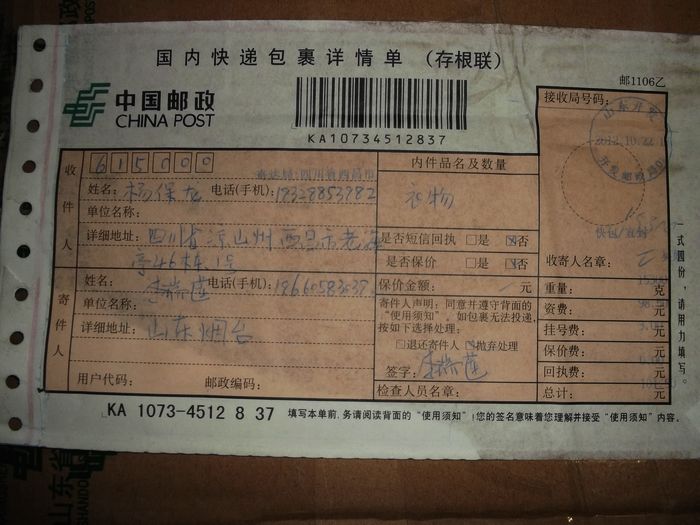 国内快递包裹详情单（存根联）
中国邮政
CHINA POST
KA10734512837
邮1106乙
接收局号码:
收件人
615000
姓名: 杨保 电话(手机):
单位名称:
详细地址: 四川省凉山州西昌市老海
亭46栋1号
寄件人
姓名: 电话(手机):
单位名称:
详细地址: 山东烟台
用户代码: 邮政编码:
内件品名及数量
衣物
是否短信回执 □是 ☒否
是否保价 □是 □否
保价金额: 元
寄件人声明: 同意并遵守背面的
"使用须知", 如包裹无法投递,
按如下选择处理:
□退还寄件人 □抛弃处理
签字:
检查人员名章:
收寄人名章:
重量: 克
资费: 元
挂号费: 元
保价费: 元
回执费: 元
总计: 元
一式四份，请用力填写。
KA 1073-4512 8 37 填写本单前,务请阅读背面的"使用须知"!您的签名意味着您理解并接受"使用须知"内容。